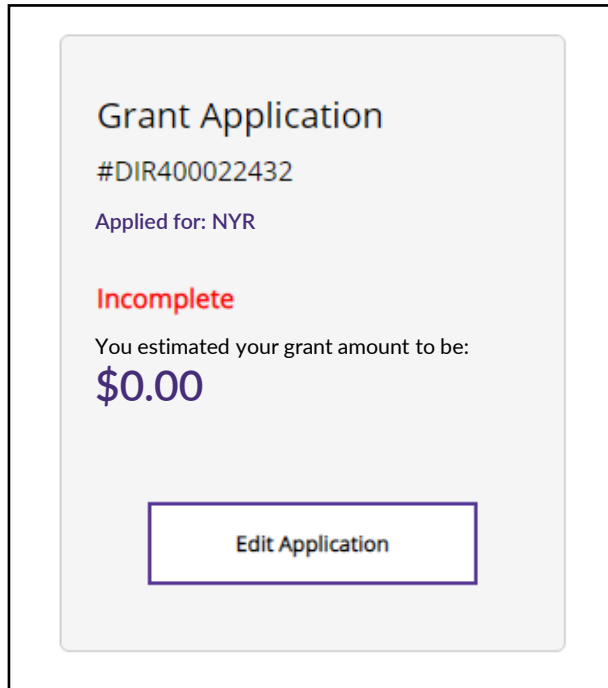 Grant Application
#DIR400022432
Applied for: NYR
Incomplete
You estimated your grant amount to be:
$0.00
Edit Application